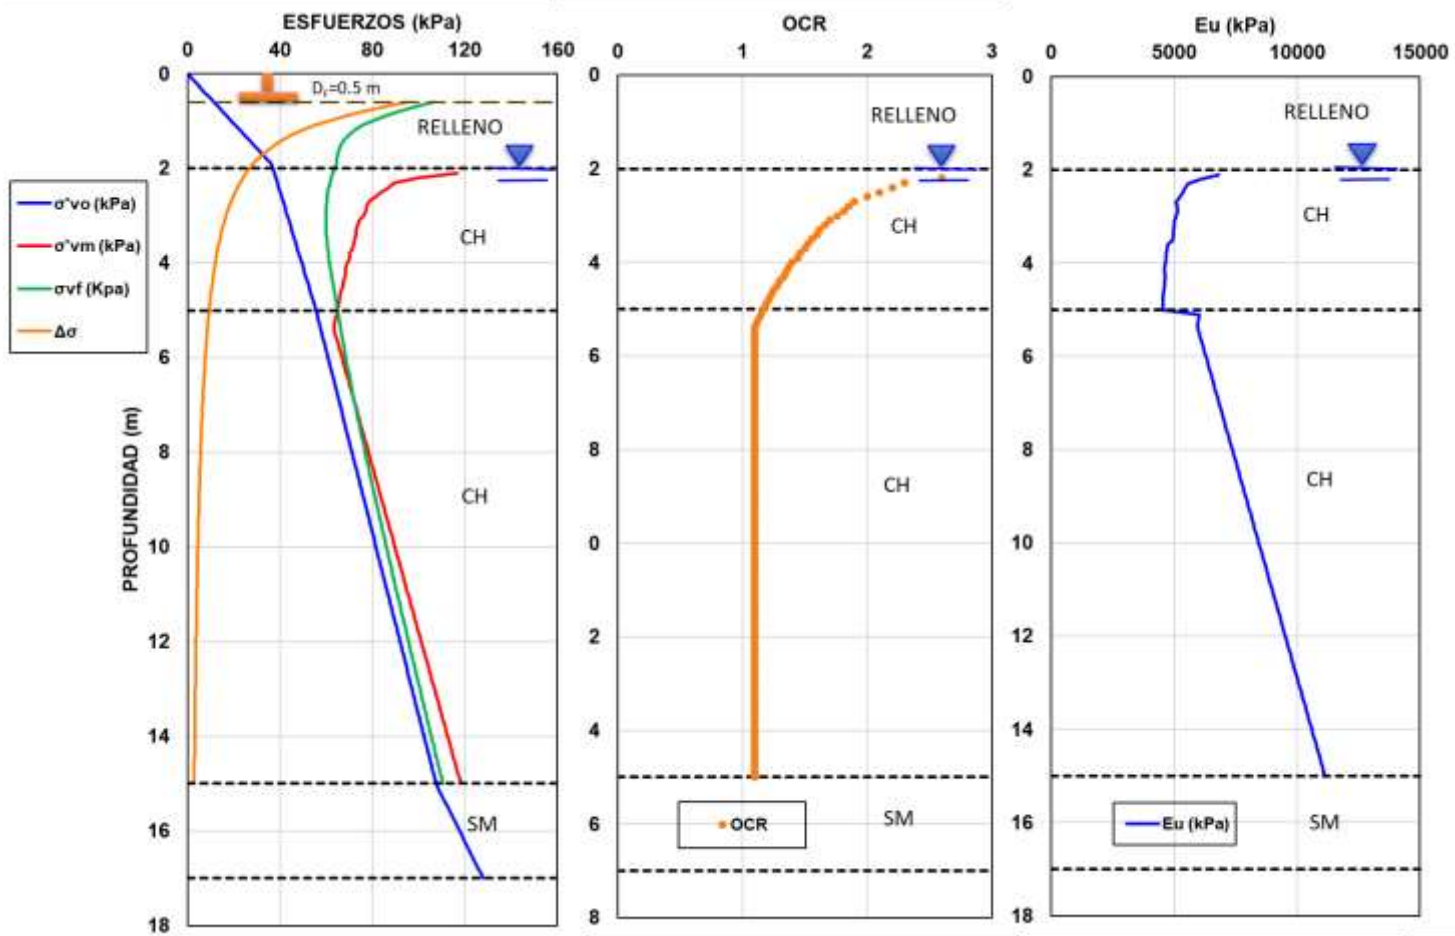 ESFUERZOS (kPa)
0 40 80 120 160
0
2
4
6
8
10
12
14
16
18
PROFUNDIDAD (m)
Df=0.5 m
RELLENO
CH
CH
SM
σ'vo (kPa)
σ'vm (kPa)
σvf (Kpa)
Δσ
OCR
0 1 2 3
0
2
4
6
8
0
2
4
6
8
RELLENO
CH
CH
SM
OCR
Eu (kPa)
0 5000 10000 15000
0
2
4
6
8
10
12
14
16
18
RELLENO
CH
CH
SM
Eu (kPa)